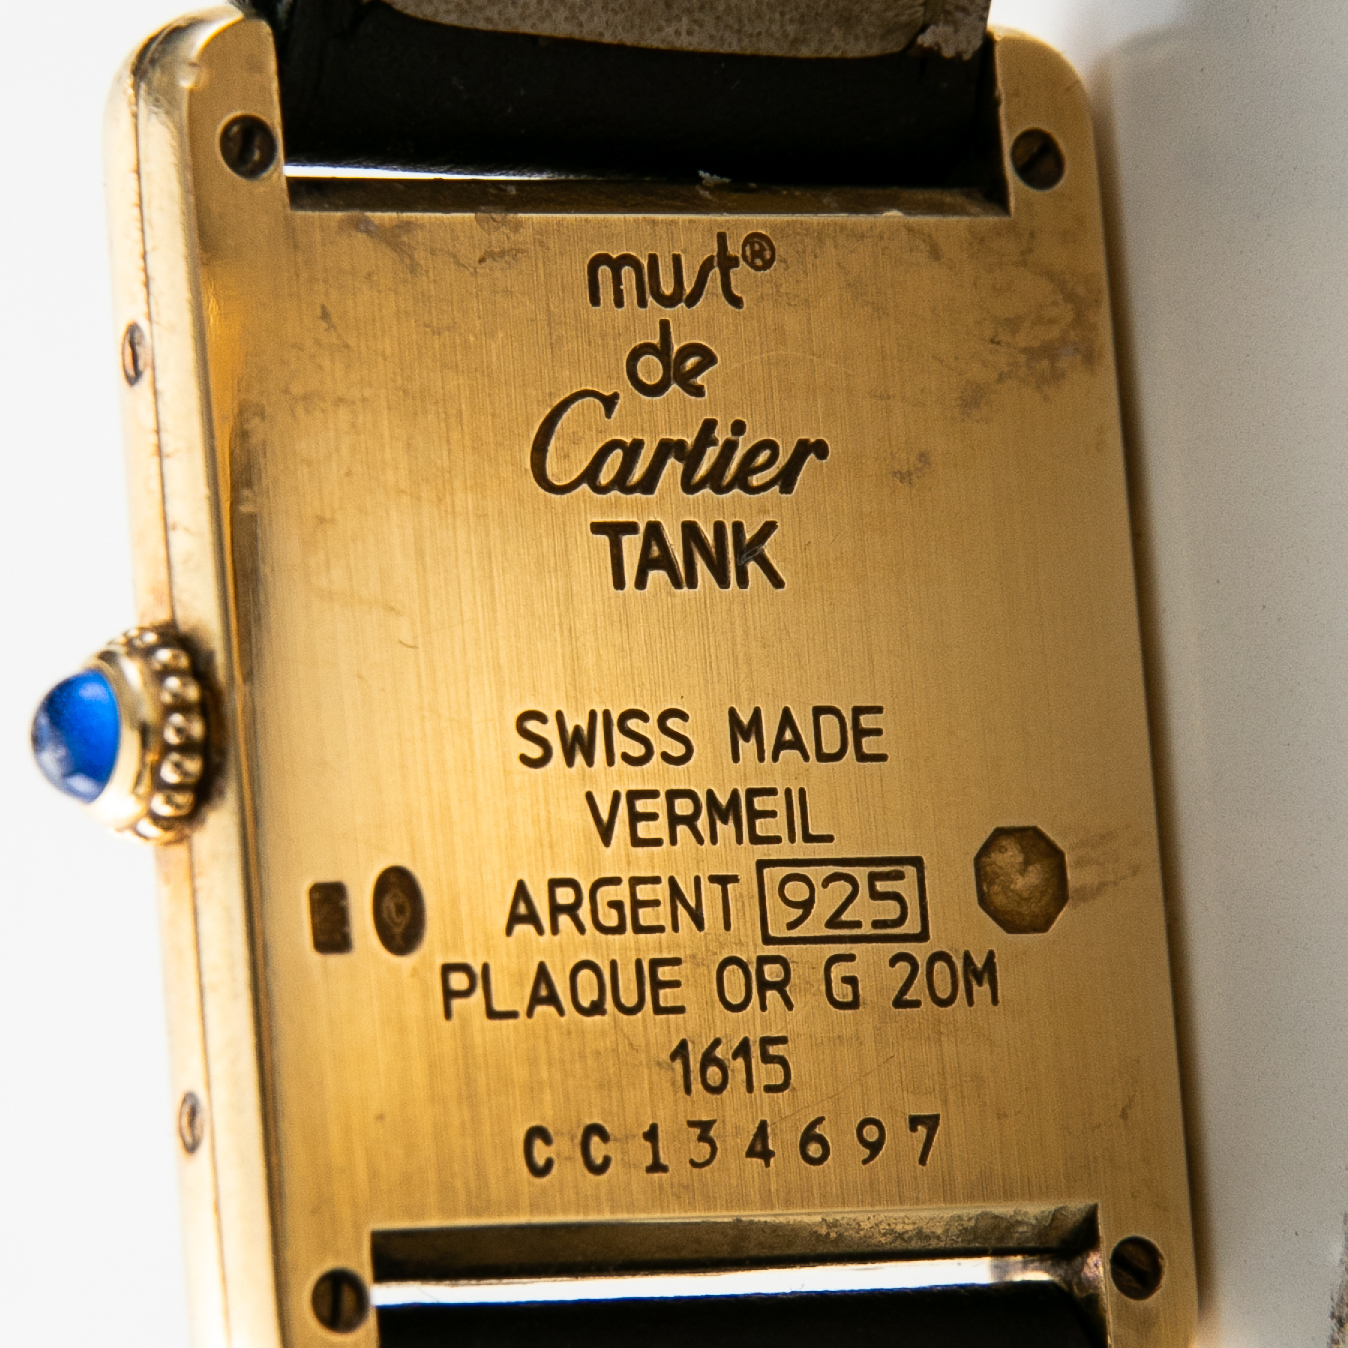 must®
de
Cartier
TANK
SWISS MADE
VERMEIL
ARGENT 925
PLAQUE OR G 20M
1615
CC134697